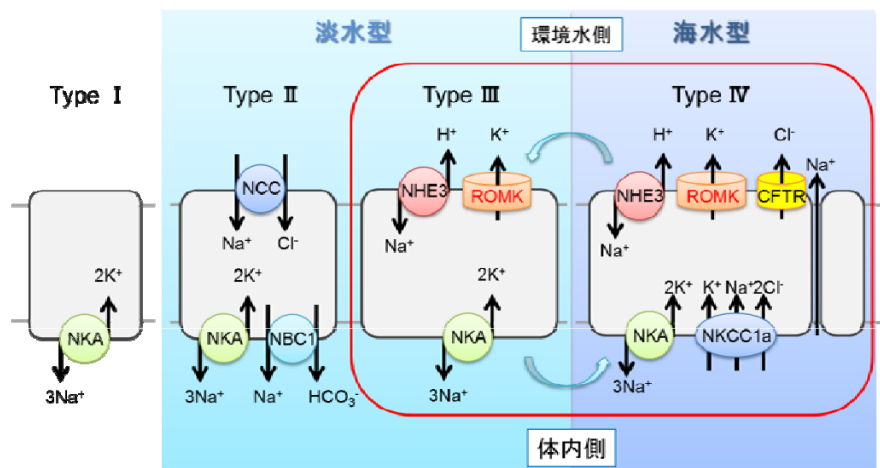 淡水型
環境水側
海水型
Type Ⅰ
Type Ⅱ
Type Ⅲ
Type Ⅳ
H⁺
K⁺
H⁺
K⁺
Cl⁻
Na⁺
NCC
NHE3
ROMK
NHE3
ROMK
CFTR
Na⁺
Cl⁻
Na⁺
Na⁺
2K⁺
2K⁺
2K⁺
2K⁺
K⁺
Na⁺
2Cl⁻
NKA
NKA
NBC1
NKA
NKA
NKCC1a
3Na⁺
3Na⁺
Na⁺
HCO₃⁻
3Na⁺
3Na⁺
体内側